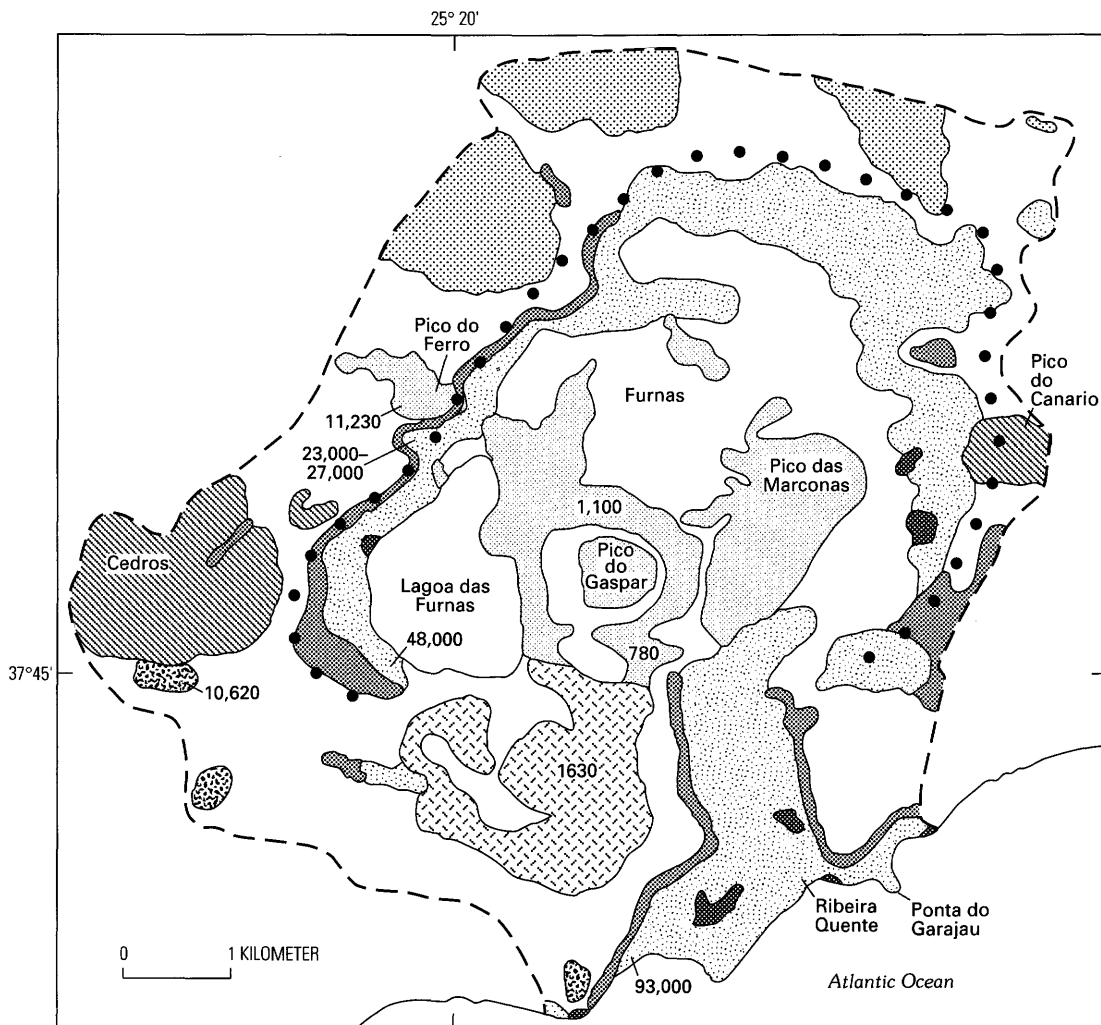 25° 20'
Pico do
Ferro
11,230
23,000–
27,000
Furnas
Pico
do
Canario
Pico das
Marconas
1,100
Pico
do
Gaspar
Cedros
Lagoa das
Furnas
48,000
780
37°45'
10,620
1630
0 1 KILOMETER
Ribeira
Quente
Ponta do
Garajau
93,000
Atlantic Ocean